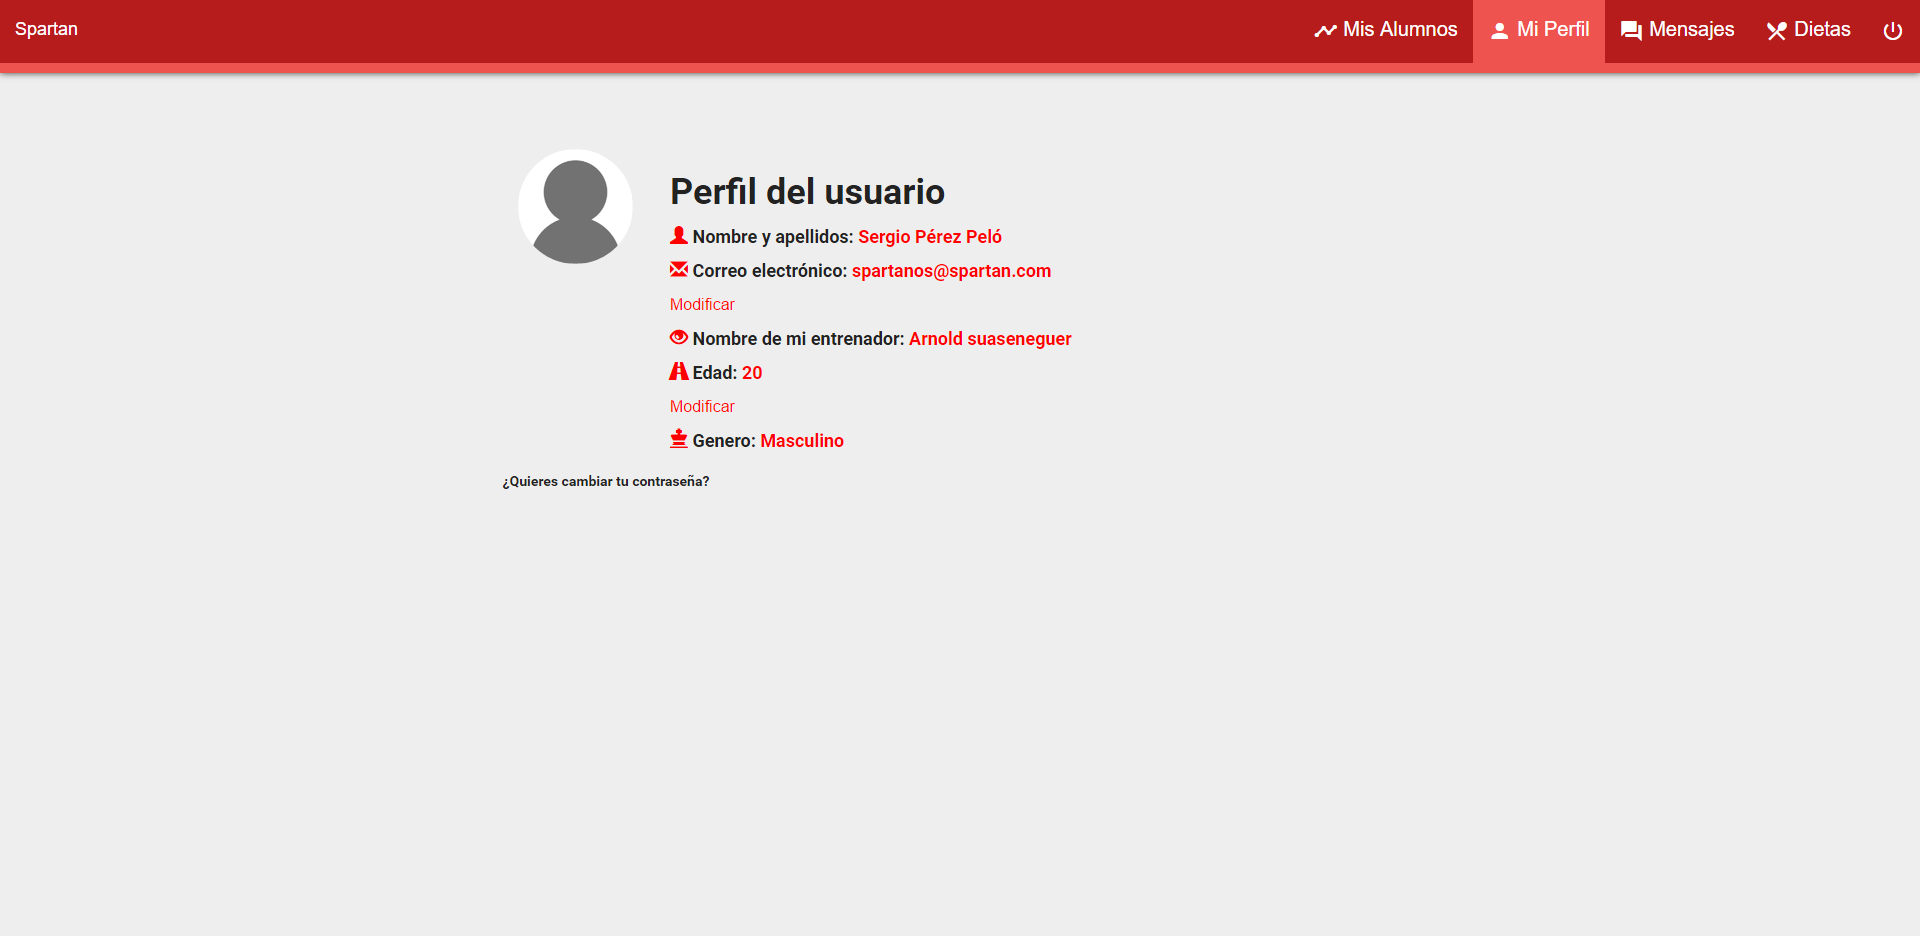 Spartan
Mis Alumnos
Mi Perfil
Mensajes
Dietas
Perfil del usuario
Nombre y apellidos: Sergio Pérez Peló
Correo electrónico: spartanos@spartan.com
Modificar
Nombre de mi entrenador: Arnold suaseneguer
Edad: 20
Modificar
Genero: Masculino
¿Quieres cambiar tu contraseña?